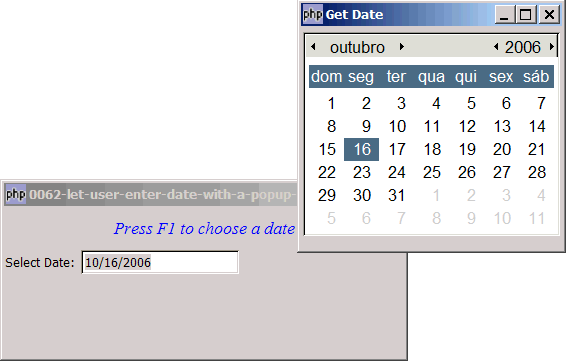 php Get Date
outubro 2006
dom seg ter qua qui sex sáb
1 2 3 4 5 6 7
8 9 10 11 12 13 14
15 16 17 18 19 20 21
22 23 24 25 26 27 28
29 30 31 1 2 3 4
5 6 7 8 9 10 11
php 0062-let-user-enter-date-with-a-popup-
Press F1 to choose a date
Select Date: 10/16/2006